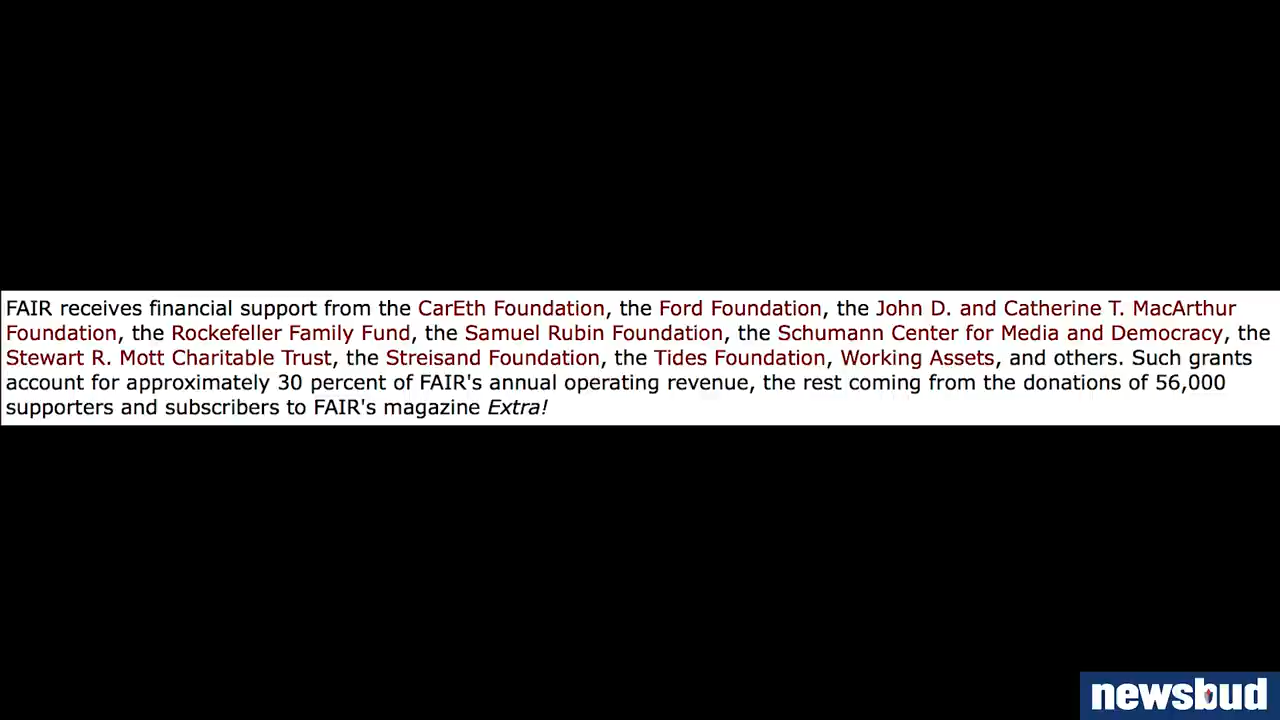 FAIR receives financial support from the CarEth Foundation, the Ford Foundation, the John D. and Catherine T. MacArthur
Foundation, the Rockefeller Family Fund, the Samuel Rubin Foundation, the Schumann Center for Media and Democracy, the
Stewart R. Mott Charitable Trust, the Streisand Foundation, the Tides Foundation, Working Assets, and others. Such grants
account for approximately 30 percent of FAIR's annual operating revenue, the rest coming from the donations of 56,000
supporters and subscribers to FAIR's magazine Extra!
newsbud